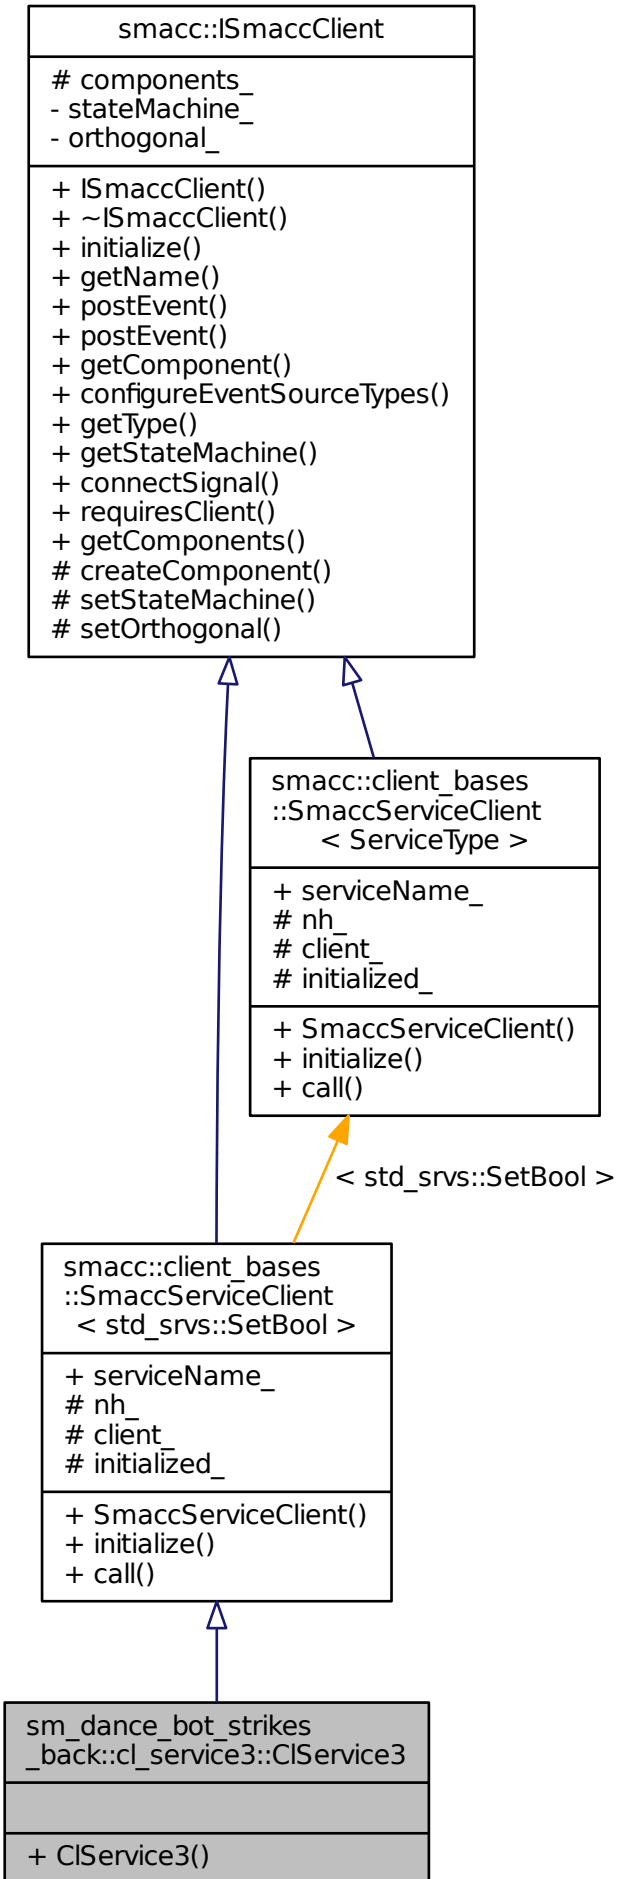 smacc::ISmaccClient
# components_
- stateMachine_
- orthogonal_
+ ISmaccClient()
+ ~ISmaccClient()
+ initialize()
+ getName()
+ postEvent()
+ postEvent()
+ getComponent()
+ configureEventSourceTypes()
+ getType()
+ getStateMachine()
+ connectSignal()
+ requiresClient()
+ getComponents()
# createComponent()
# setStateMachine()
# setOrthogonal()
smacc::client_bases
::SmaccServiceClient
< ServiceType >
+ serviceName_
# nh_
# client_
# initialized_
+ SmaccServiceClient()
+ initialize()
+ call()
< std_srvs::SetBool >
smacc::client_bases
::SmaccServiceClient
< std_srvs::SetBool >
+ serviceName_
# nh_
# client_
# initialized_
+ SmaccServiceClient()
+ initialize()
+ call()
sm_dance_bot_strikes
_back::cl_service3::ClService3
+ ClService3()